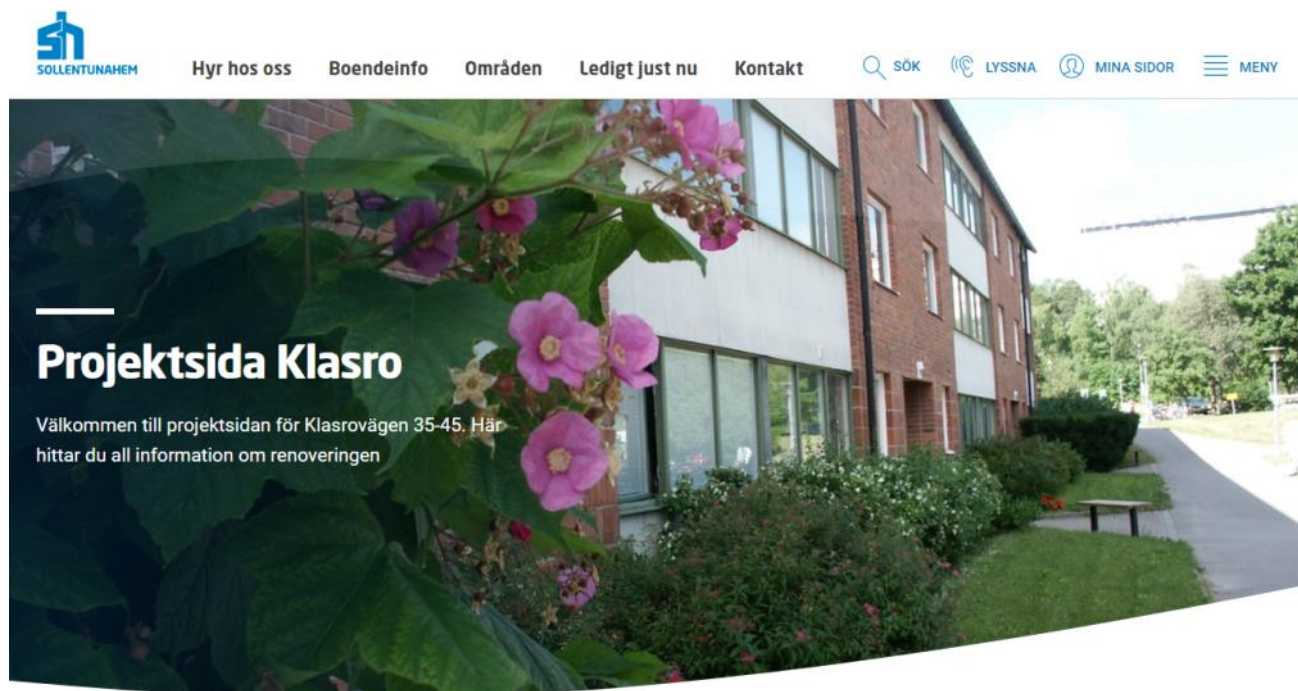 sh
SOLLENTUNAHEM
Hyr hos oss Boendeinfo Områden Ledigt just nu Kontakt SÖK LYSSNA MINA SIDOR MENY
Projektsida Klasro
Välkommen till projektsidan för Klasrovägen 35-45. Här
hittar du all information om renoveringen